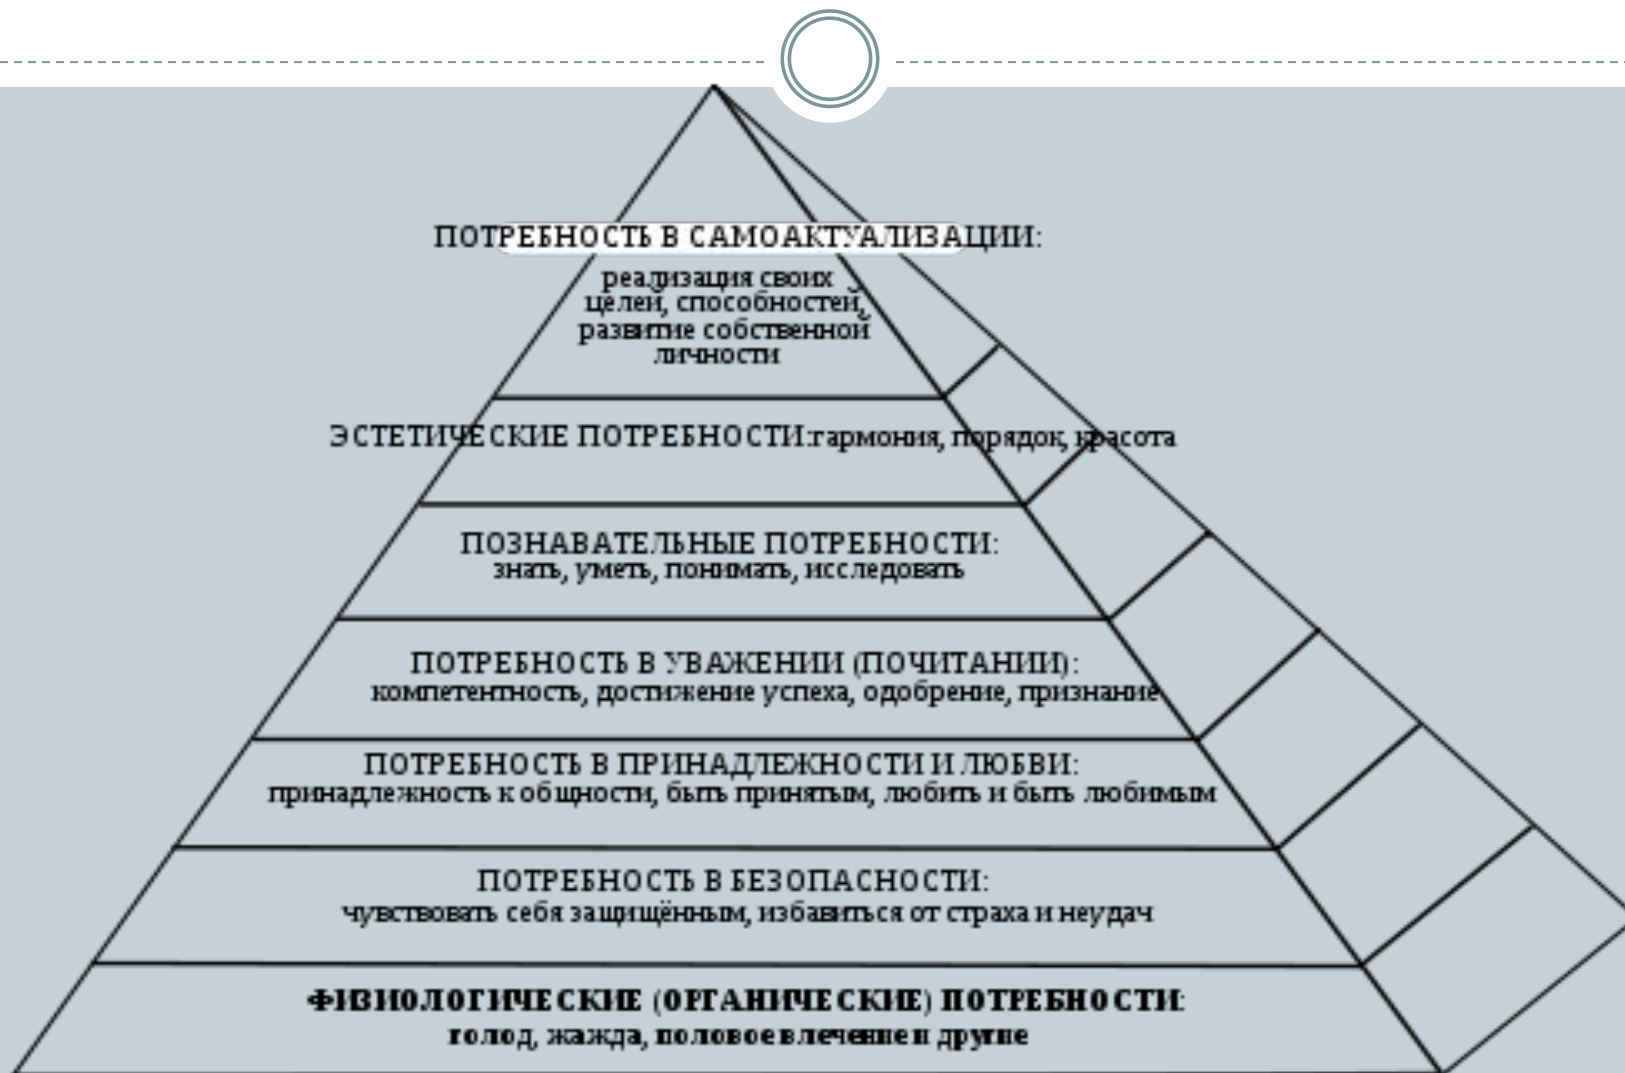 ПОТРЕБНОСТЬ В САМОАКТУАЛИЗАЦИИ:
реализация своих
целей, способностей,
развитие собственной
личности
ЭСТЕТИЧЕСКИЕ ПОТРЕБНОСТИ:гармония, порядок, красота
ПОЗНАВАТЕЛЬНЫЕ ПОТРЕБНОСТИ:
знать, уметь, понимать, исследовать
ПОТРЕБНОСТЬ В УВАЖЕНИИ (ПОЧИТАНИИ):
компетентность, достижение успеха, одобрение, признание
ПОТРЕБНОСТЬ В ПРИНАДЛЕЖНОСТИ И ЛЮБВИ:
принадлежность к общности, быть принятым, любить и быть любимым
ПОТРЕБНОСТЬ В БЕЗОПАСНОСТИ:
чувствовать себя защищённым, избавиться от страха и неудач
ФИЗИОЛОГИЧЕСКИЕ (ОРГАНИЧЕСКИЕ) ПОТРЕБНОСТИ:
голод, жажда, половое влечение и другие